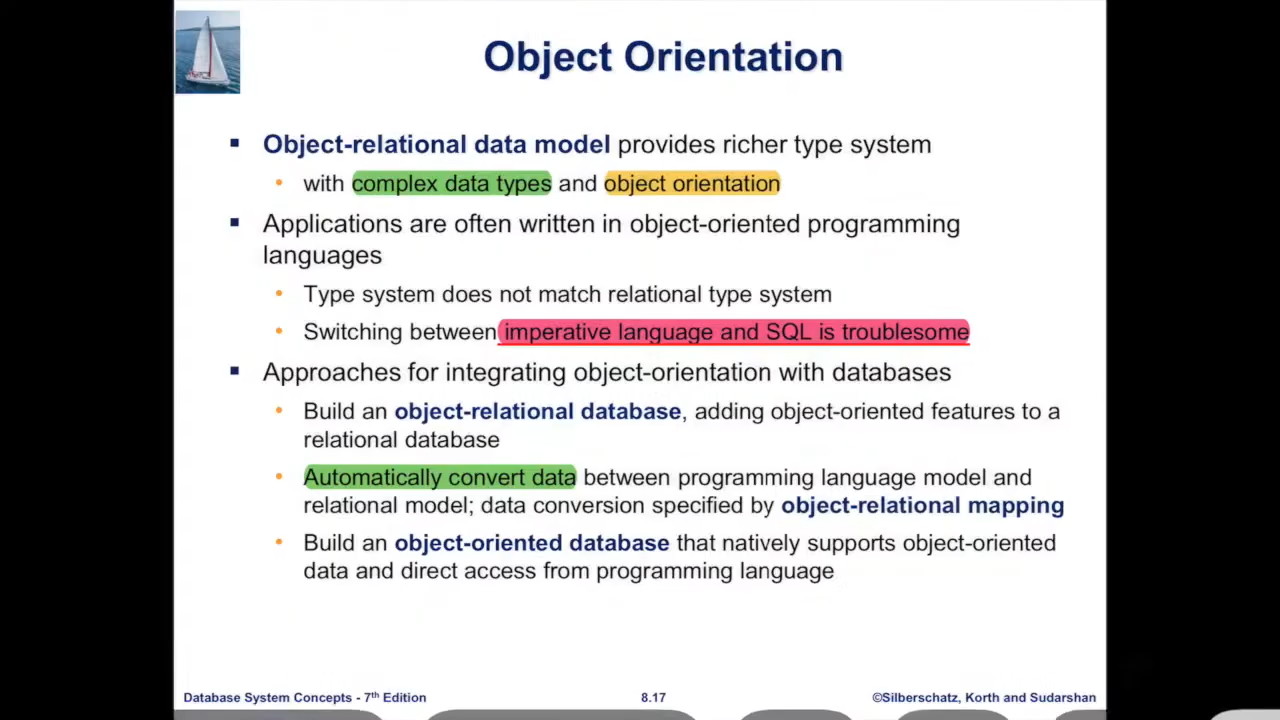 Object Orientation
▪ Object-relational data model provides richer type system
• with complex data types and object orientation
▪ Applications are often written in object-oriented programming
languages
• Type system does not match relational type system
• Switching between imperative language and SQL is troublesome
▪ Approaches for integrating object-orientation with databases
• Build an object-relational database, adding object-oriented features to a
relational database
• Automatically convert data between programming language model and
relational model; data conversion specified by object-relational mapping
• Build an object-oriented database that natively supports object-oriented
data and direct access from programming language
Database System Concepts - 7th Edition
8.17
©Silberschatz, Korth and Sudarshan